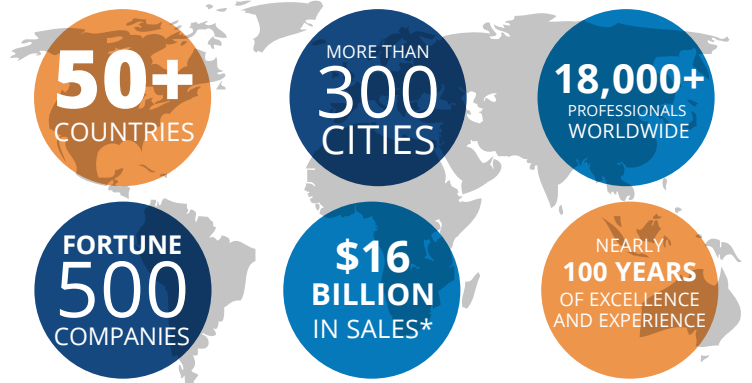 50+
COUNTRIES
MORE THAN
300
CITIES
18,000+
PROFESSIONALS
WORLDWIDE
FORTUNE
500
COMPANIES
$16
BILLION
IN SALES*
NEARLY
100 YEARS
OF EXCELLENCE
AND EXPERIENCE